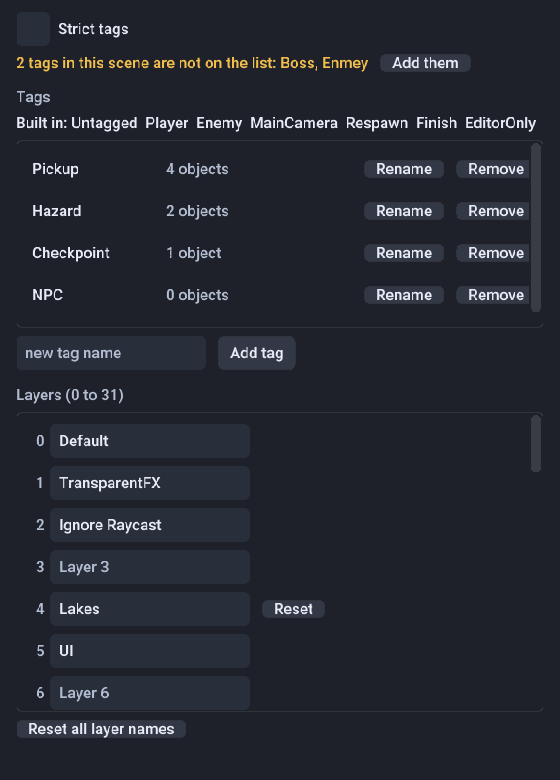 Strict tags
2 tags in this scene are not on the list: Boss, Enmey Add them
Tags
Built in: Untagged Player Enemy MainCamera Respawn Finish EditorOnly
Pickup 4 objects Rename Remove
Hazard 2 objects Rename Remove
Checkpoint 1 object Rename Remove
NPC 0 objects Rename Remove
new tag name Add tag
Layers (0 to 31)
0 Default
1 TransparentFX
2 Ignore Raycast
3 Layer 3
4 Lakes Reset
5 UI
6 Layer 6
Reset all layer names